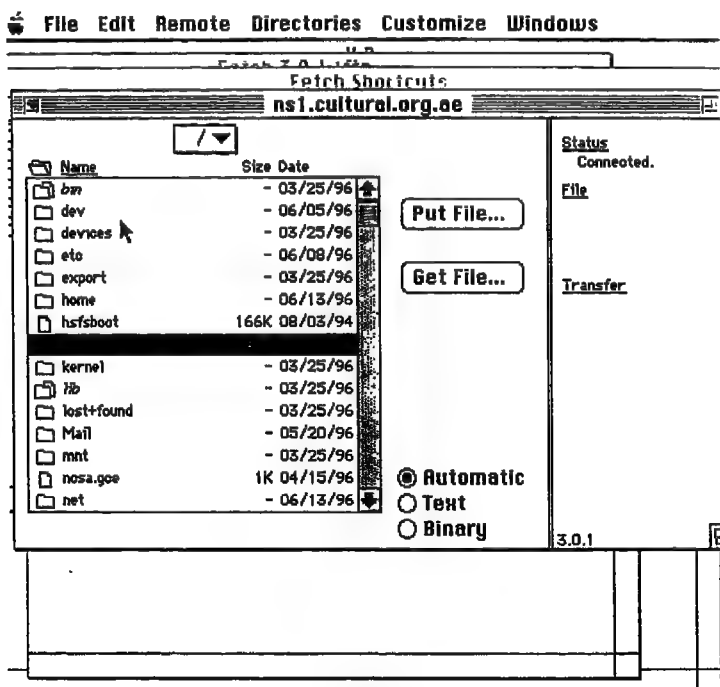 File Edit Remote Directories Customize Windows
Fetch Shortcuts
ns1.cultural.org.ae
/
Name Size Date
bin - 03/25/96
dev - 06/05/96
devices - 03/25/96
etc - 06/08/96
export - 03/25/96
home - 06/13/96
hsfsboot 166K 08/03/94
kernel - 03/25/96
lib - 03/25/96
lost+found - 03/25/96
Mail - 05/20/96
mnt - 03/25/96
nosa.goe 1K 04/15/96
net - 06/13/96
Put File...
Get File...
Automatic
Text
Binary
Status
Connected.
File
Transfer
3.0.1